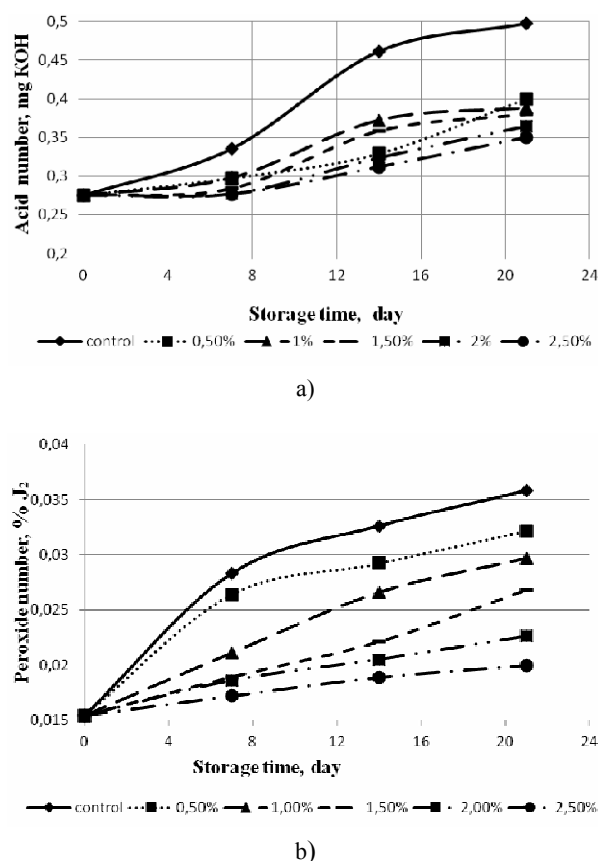 0,5
0,45
0,4
0,35
0,3
0,25
0,2
Acid number, mg KOH
0 4 8 12 16 20 24
Storage time, day
control 0,50% 1% 1,50% 2% 2,50%
a)
0,04
0,035
0,03
0,025
0,02
0,015
Peroxide number, % J₂
0 4 8 12 16 20 24
Storage time, day
control 0,50% 1,00% 1,50% 2,00% 2,50%
b)